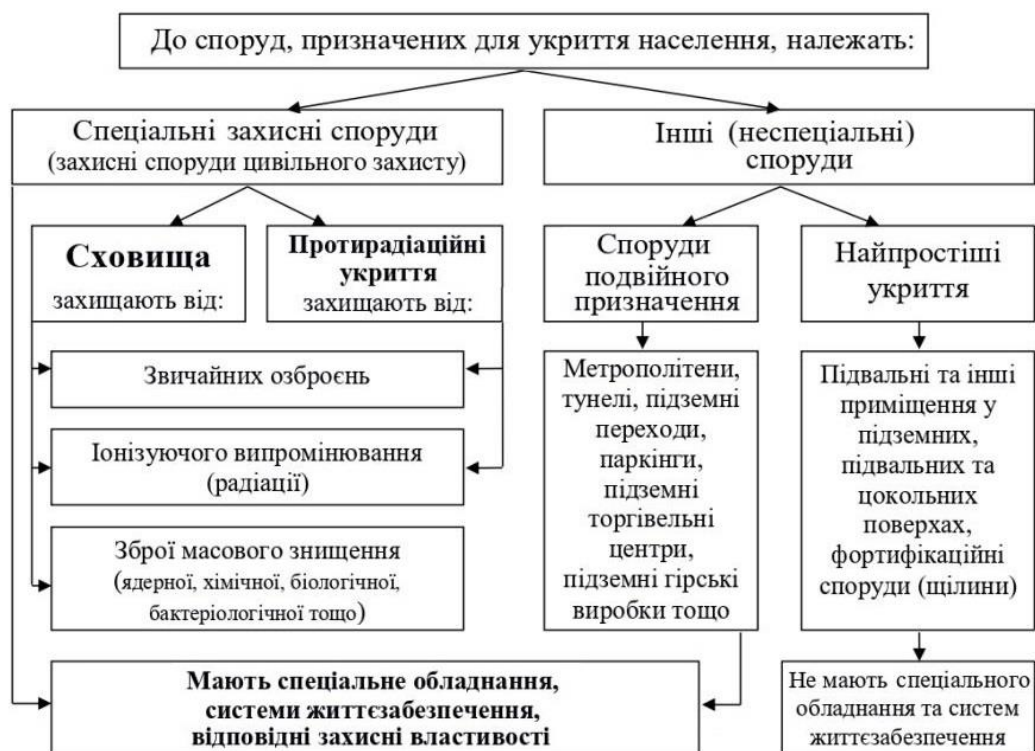 До споруд, призначених для укриття населення, належать:
Спеціальні захисні споруди
(захисні споруди цивільного захисту)
Інші (неспеціальні)
споруди
Сховища
захищають від:
Протирадіаційні
укриття
захищають від:
Споруди
подвійного
призначення
Найпростіші
укриття
Звичайних озброєнь
Іонізуючого випромінювання
(радіації)
Зброї масового знищення
(ядерної, хімічної, біологічної,
бактеріологічної тощо)
Метрополітени,
тунелі, підземні
переходи,
паркінги,
підземні
торгівельні
центри,
підземні гірські
виробки тощо
Підвальні та інші
приміщення у
підземних,
підвальних та
цокольних
поверхах,
фортифікаційні
споруди (щілини)
Мають спеціальне обладнання,
системи життєзабезпечення,
відповідні захисні властивості
Не мають спеціального
обладнання та систем
життєзабезпечення